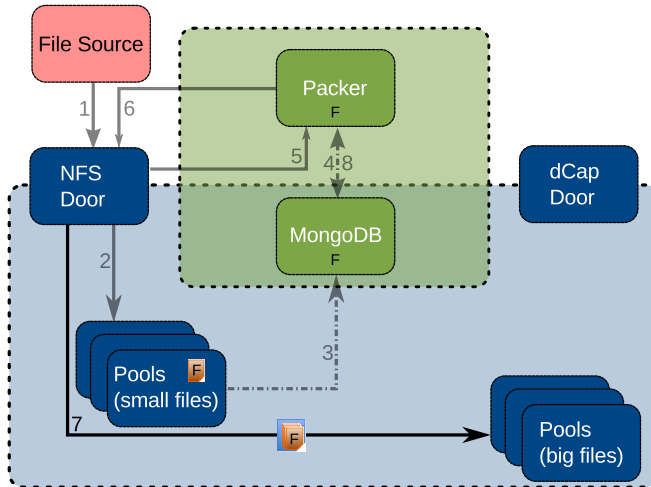 File Source
Packer
F
1
6
5
4
8
NFS
Door
dCap
Door
MongoDB
F
2
3
F
Pools
(small files)
7
F
Pools
(big files)